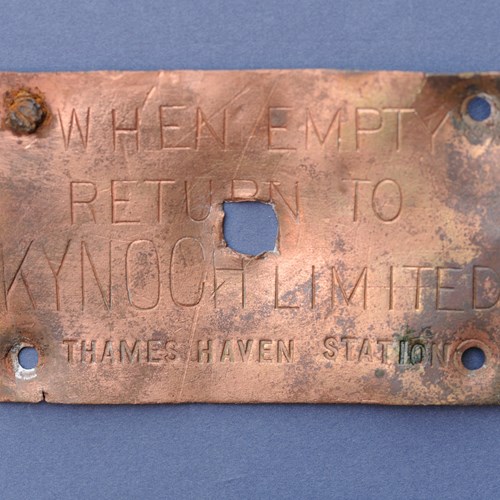 WHEN EMPTY
RETURN TO
KYNOCH LIMITED
THAMES HAVEN STATION